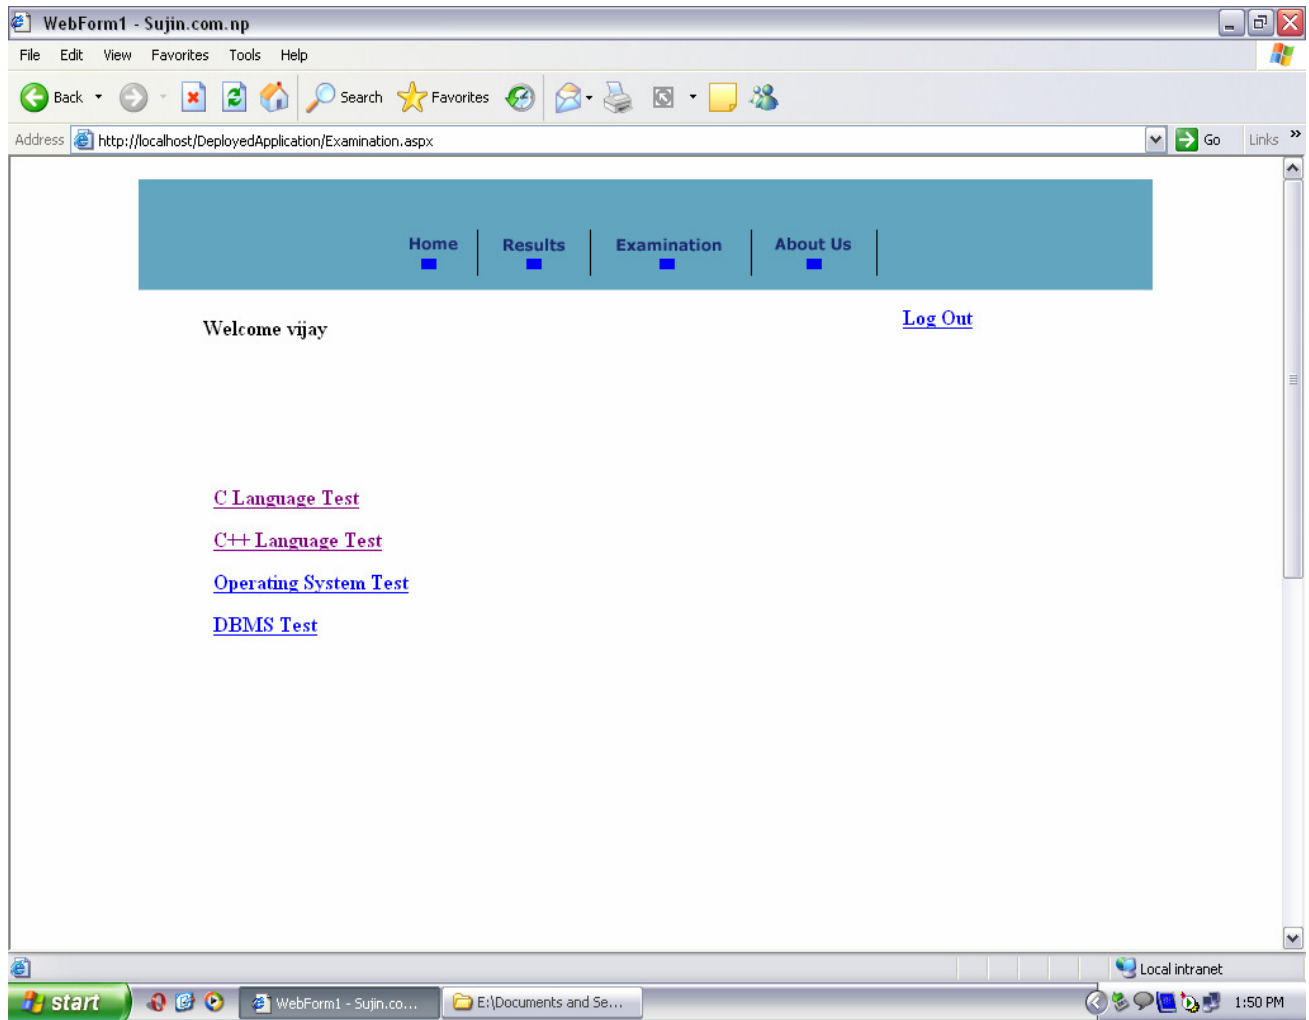 WebForm1 - Sujin.com.np
File Edit View Favorites Tools Help
Back Search Favorites
Address http://localhost/DeployedApplication/Examination.aspx Go Links »
Home Results Examination About Us
Welcome vijay Log Out
C Language Test
C++ Language Test
Operating System Test
DBMS Test
Local intranet
start WebForm1 - Sujin.co... E:\Documents and Se... 1:50 PM